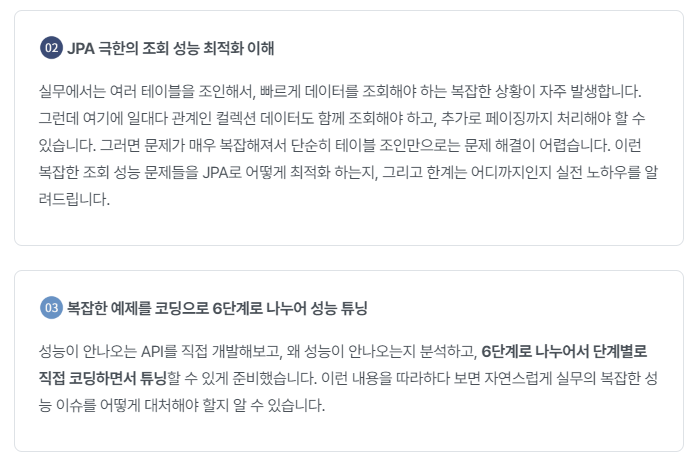 02 JPA 극한의 조회 성능 최적화 이해
실무에서는 여러 테이블을 조인해서, 빠르게 데이터를 조회해야 하는 복잡한 상황이 자주 발생합니다.
그런데 여기에 일대다 관계인 컬렉션 데이터도 함께 조회해야 하고, 추가로 페이징까지 처리해야 할 수
있습니다. 그러면 문제가 매우 복잡해져서 단순히 테이블 조인만으로는 문제 해결이 어렵습니다. 이런
복잡한 조회 성능 문제들을 JPA로 어떻게 최적화 하는지, 그리고 한계는 어디까지인지 실전 노하우를 알
려드립니다.
03 복잡한 예제를 코딩으로 6단계로 나누어 성능 튜닝
성능이 안나오는 API를 직접 개발해보고, 왜 성능이 안나오는지 분석하고, 6단계로 나누어서 단계별로
직접 코딩하면서 튜닝할 수 있게 준비했습니다. 이런 내용을 따라하다 보면 자연스럽게 실무의 복잡한 성
능 이슈를 어떻게 대처해야 할지 알 수 있습니다.